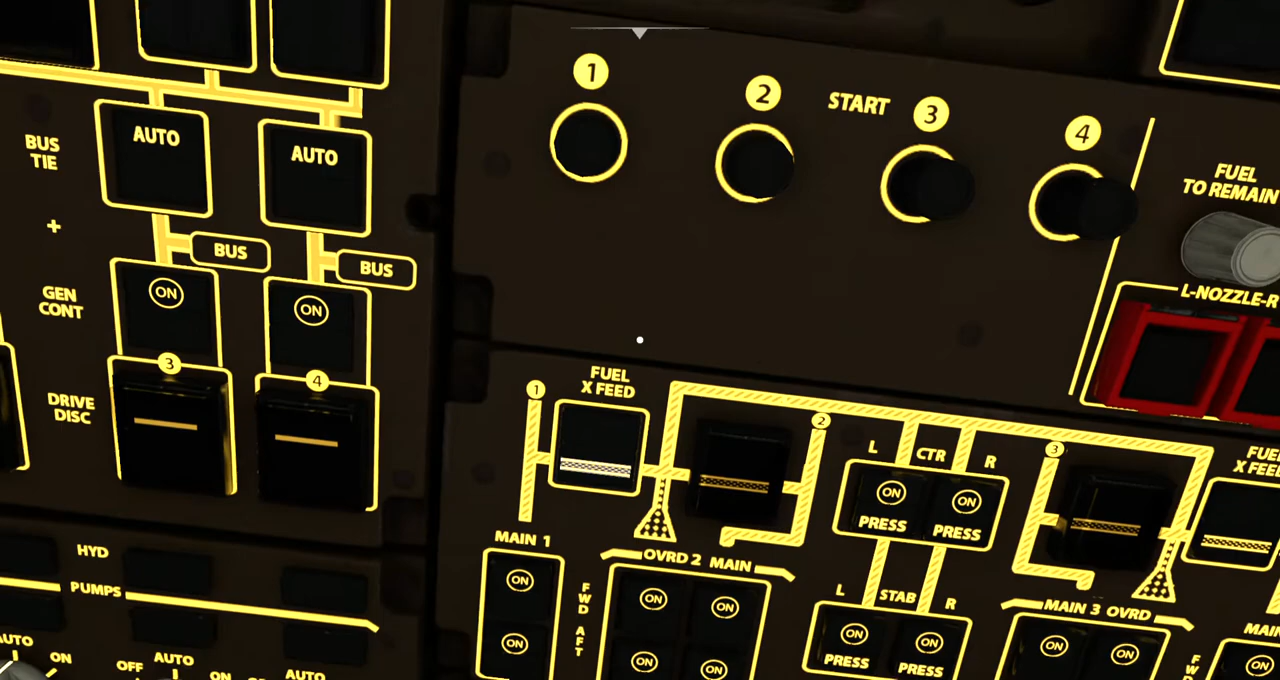 BUS
TIE
AUTO
AUTO
+
BUS
BUS
GEN
CONT
ON
ON
3
4
DRIVE
DISC
HYD
PUMPS
AUTO
ON
OFF
AUTO
ON
AUTO
1
2
START
3
4
FUEL
TO REMAIN
L-NOZZLE-R
1
FUEL
X FEED
2
L
CTR
R
3
ON
ON
PRESS
PRESS
MAIN 1
OVRD 2 MAIN
ON
ON
FWD
AFT
ON
ON
ON
ON
L
STAB
R
ON
ON
PRESS
PRESS
MAIN 3 OVRD
ON
ON
X FEED
ON